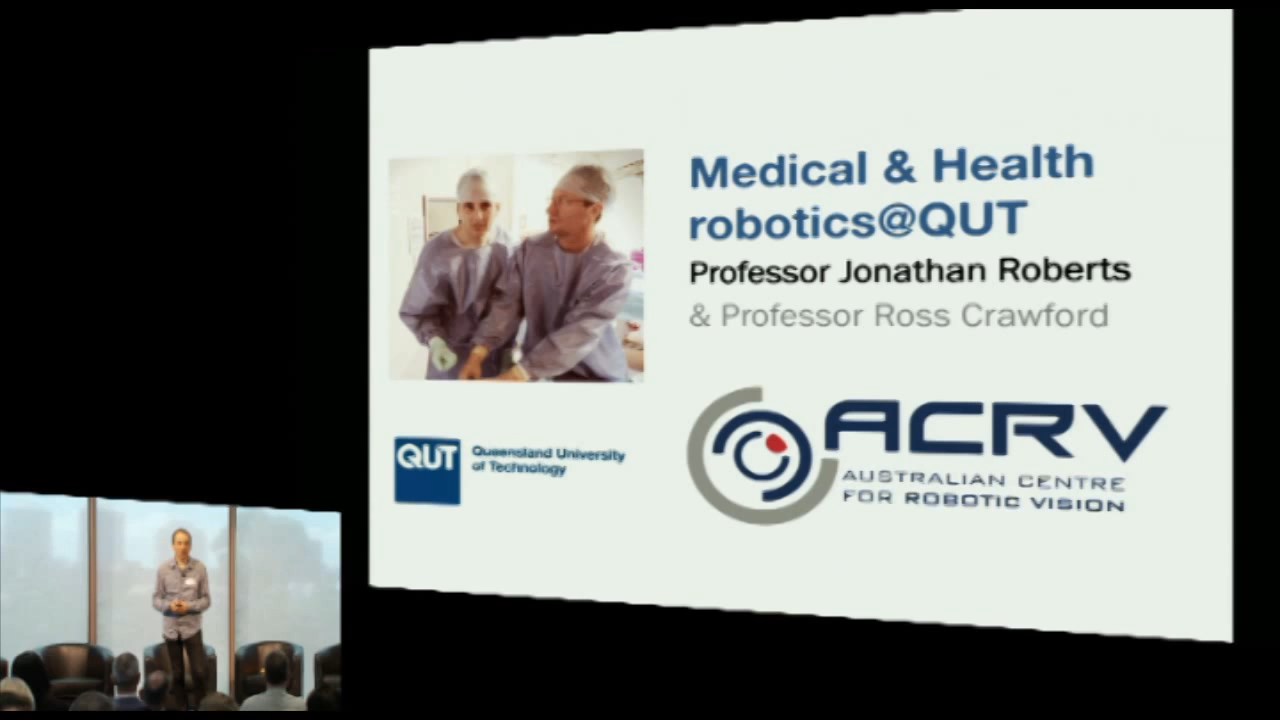 Medical & Health
robotics@QUT
Professor Jonathan Roberts
& Professor Ross Crawford
QUT
Queensland University
of Technology
ACRV
AUSTRALIAN CENTRE
FOR ROBOTIC VISION